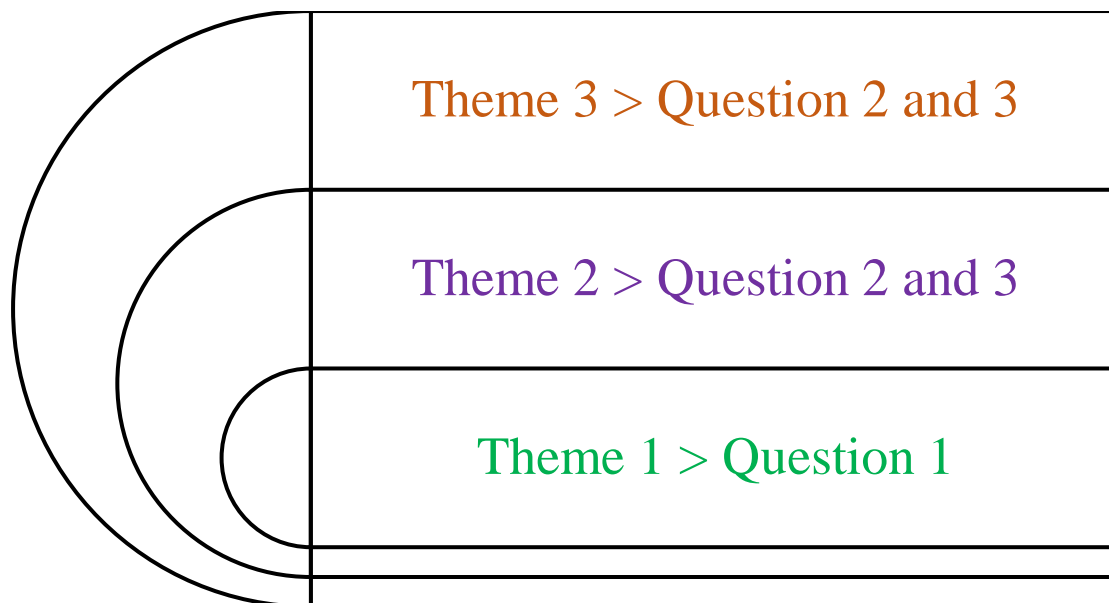 Theme 3 > Question 2 and 3
Theme 2 > Question 2 and 3
Theme 1 > Question 1